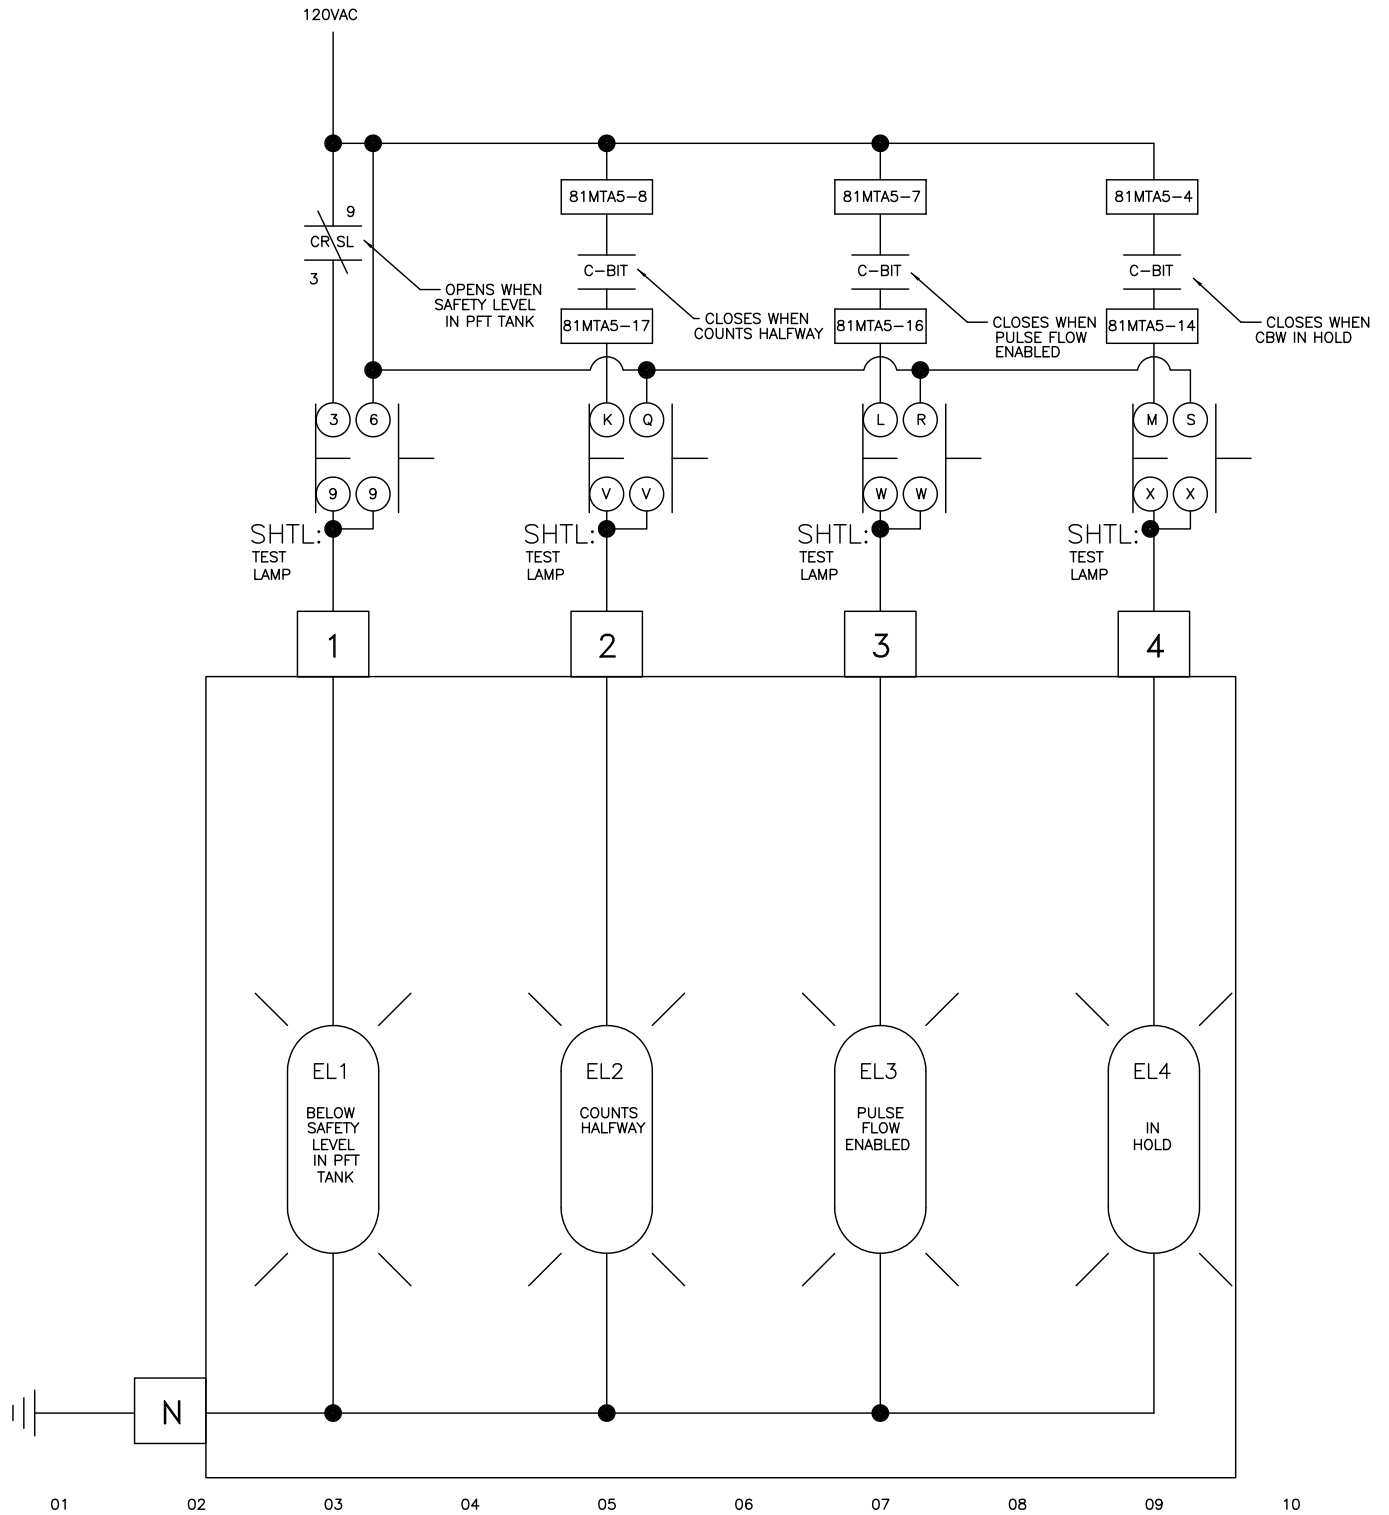 120VAC
81MTA5-8
81MTA5-7
81MTA5-4
9
CR SL
3
C-BIT
C-BIT
C-BIT
OPENS WHEN
SAFETY LEVEL
IN PFT TANK
81MTA5-17
CLOSES WHEN
COUNTS HALFWAY
81MTA5-16
CLOSES WHEN
PULSE FLOW
ENABLED
81MTA5-14
CLOSES WHEN
CBW IN HOLD
3 6
K Q
L R
M S
9 9
V V
W W
X X
SHTL:
TEST
LAMP
SHTL:
TEST
LAMP
SHTL:
TEST
LAMP
SHTL:
TEST
LAMP
1
2
3
4
EL1
BELOW
SAFETY
LEVEL
IN PFT
TANK
EL2
COUNTS
HALFWAY
EL3
PULSE
FLOW
ENABLED
EL4
IN
HOLD
N
01 02 03 04 05 06 07 08 09 10